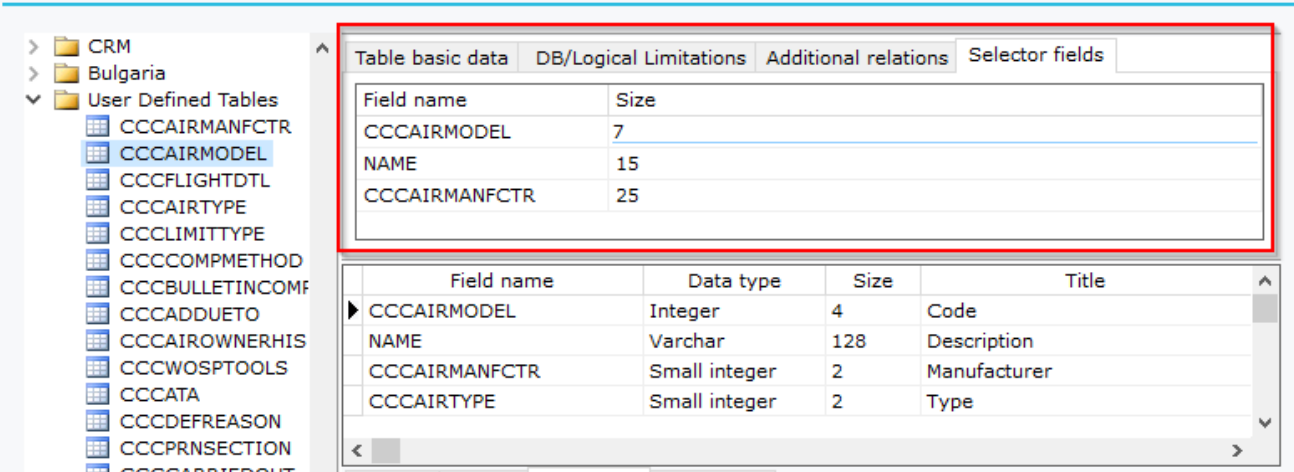 CRM
Bulgaria
User Defined Tables
CCCAIRMANFCTR
CCCAIRMODEL
CCCFLIGHTDTL
CCCAIRTYPE
CCCLIMITTYPE
CCCCOMPMETHOD
CCCBULLETINCOMF
CCCADDUETO
CCCAIROWNERHIS
CCCWOSPTOOLS
CCCATA
CCCDEFREASON
CCCPRNSECTION
Table basic data DB/Logical Limitations Additional relations Selector fields
Field name Size
CCCAIRMODEL 7
NAME 15
CCCAIRMANFCTR 25
Field name Data type Size Title
CCCAIRMODEL Integer 4 Code
NAME Varchar 128 Description
CCCAIRMANFCTR Small integer 2 Manufacturer
CCCAIRTYPE Small integer 2 Type